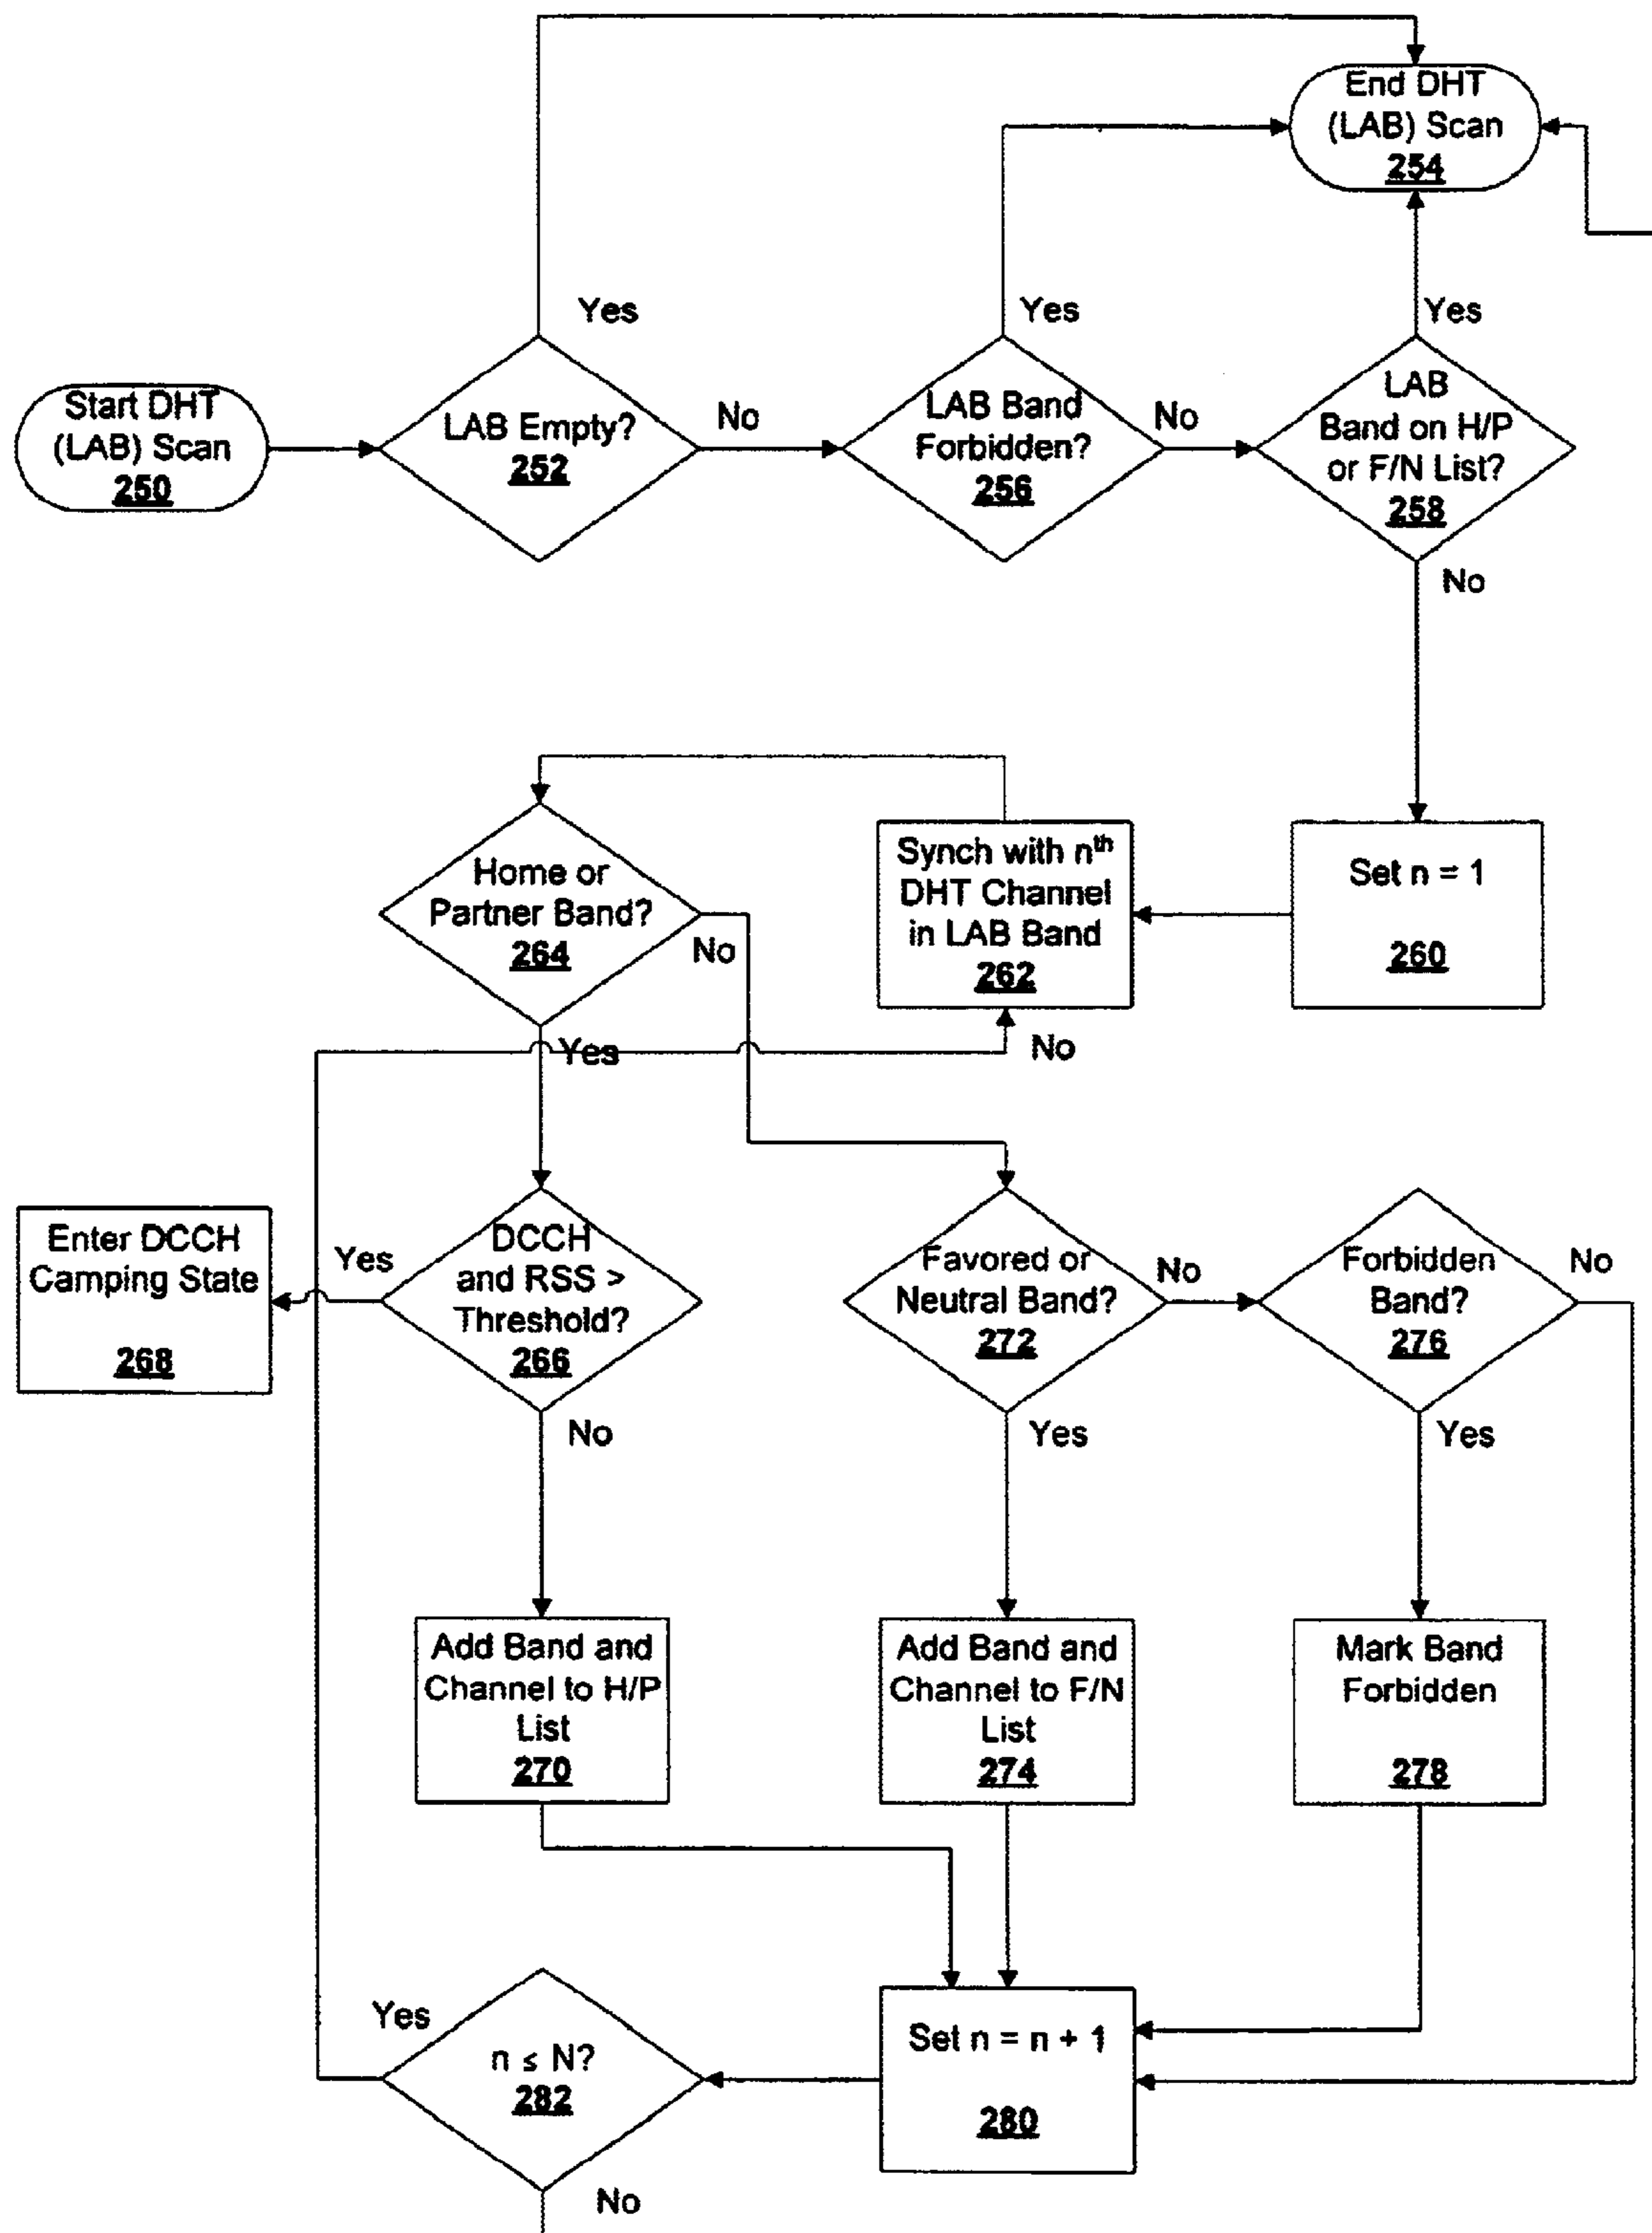 End DHT
(LAB) Scan
254
Yes
Yes
Yes
Start DHT
(LAB) Scan
250
LAB Empty?
252
No
LAB Band
Forbidden?
256
No
LAB
Band on H/P
or F/N List?
258
No
Home or
Partner Band?
264
No
Yes
Synch with nth
DHT Channel
in LAB Band
262
No
Set n = 1
260
Enter DCCH
Camping State
268
Yes
DCCH
and RSS >
Threshold?
266
No
Favored or
Neutral Band?
272
No
Yes
Forbidden
Band?
276
No
Yes
Add Band and
Channel to H/P
List
270
Add Band and
Channel to F/N
List
274
Mark Band
Forbidden
278
Yes
n ≤ N?
282
No
Set n = n + 1
280